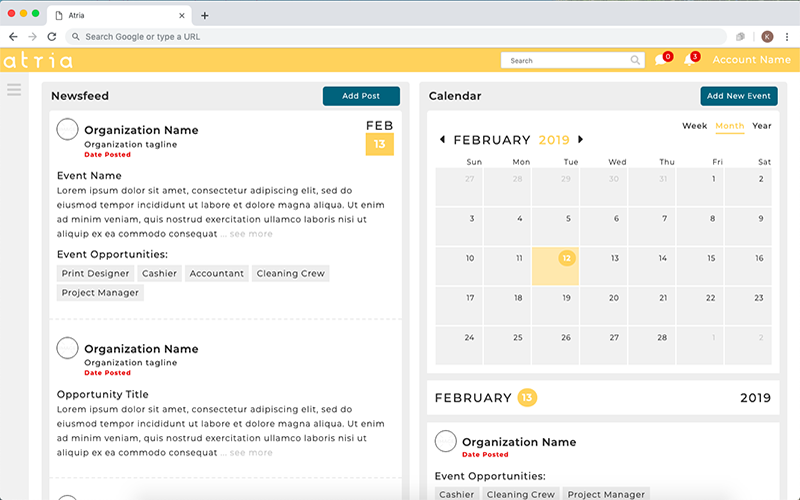 Atria
Search Google or type a URL
K
atria
Search
0
3
Account Name
Newsfeed
Add Post
Organization Name
Organization tagline
Date Posted
FEB
13
Event Name
Lorem ipsum dolor sit amet, consectetur adipiscing elit, sed do
eiusmod tempor incididunt ut labore et dolore magna aliqua. Ut enim
ad minim veniam, quis nostrud exercitation ullamco laboris nisi ut
aliquip ex ea commodo consequat ... see more
Event Opportunities:
Print Designer Cashier Accountant Cleaning Crew
Project Manager
Organization Name
Organization tagline
Date Posted
Opportunity Title
Lorem ipsum dolor sit amet, consectetur adipiscing elit, sed do
eiusmod tempor incididunt ut labore et dolore magna aliqua. Ut enim
ad minim veniam, quis nostrud exercitation ullamco laboris nisi ut
aliquip ex ea commodo consequat ... see more
Calendar
Add New Event
Week Month Year
FEBRUARY 2019
Sun Mon Tue Wed Thu Fri Sat
27 28 29 30 31 1 2
3 4 5 6 7 8 9
10 11 12 13 14 15 16
17 18 19 20 21 22 23
24 25 26 27 28 1 2
FEBRUARY 13 2019
Organization Name
Date Posted
Event Opportunities:
Cashier Cleaning Crew Project Manager